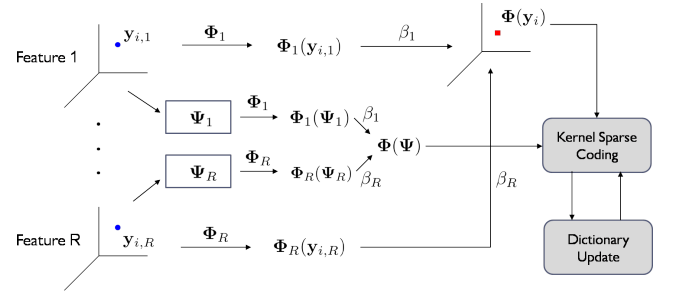 y_{i,1} Φ_1 Φ_1(y_{i,1}) β_1 Φ(y_i)
Feature 1
Ψ_1 Φ_1 Φ_1(Ψ_1) β_1
Φ(Ψ)
Kernel Sparse
Coding
Ψ_R Φ_R Φ_R(Ψ_R) β_R
β_R
Feature R y_{i,R} Φ_R Φ_R(y_{i,R})
Dictionary
Update